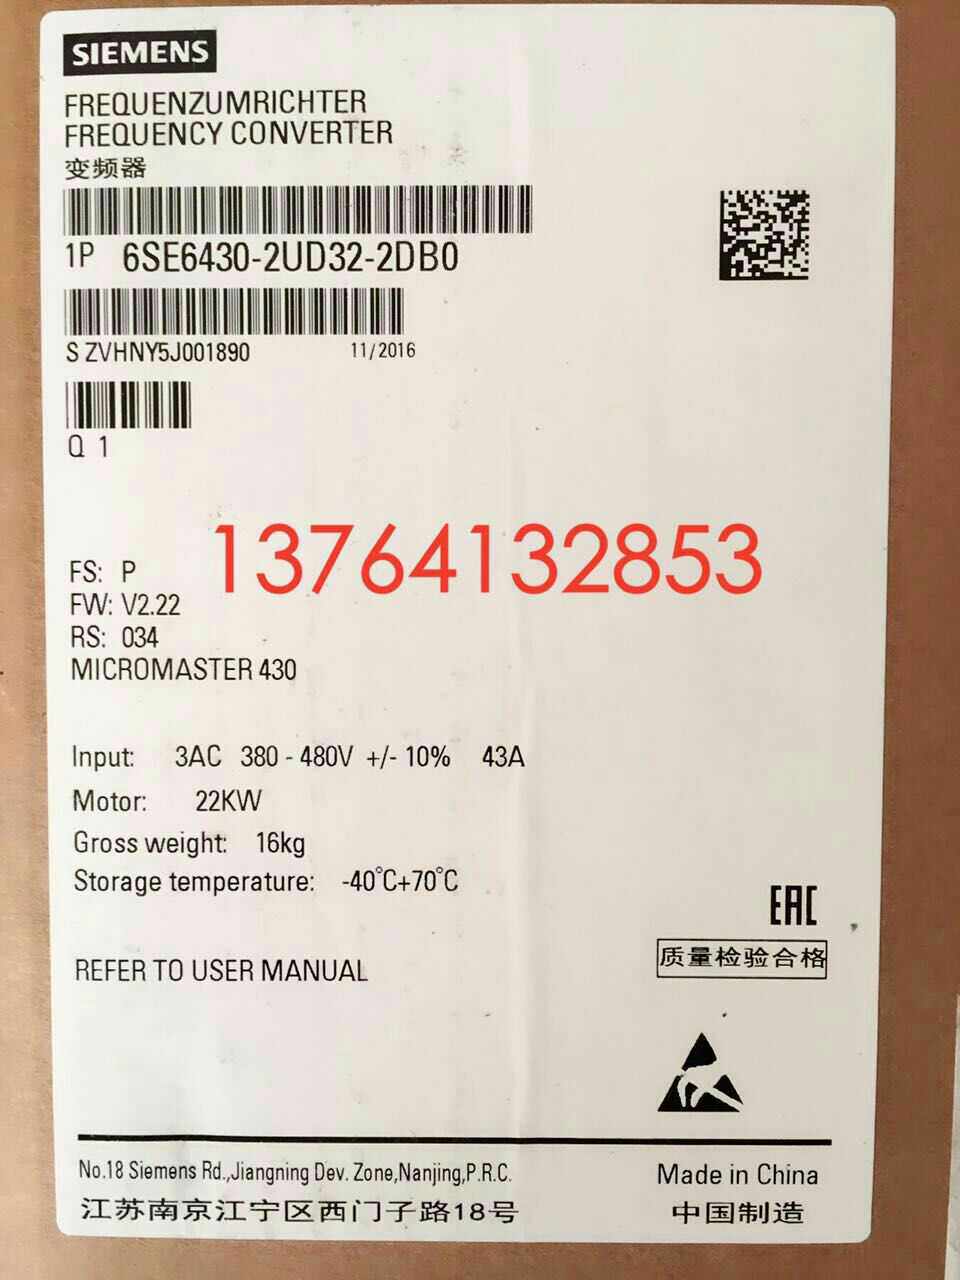 SIEMENS
FREQUENZUMRICHTER
FREQUENCY CONVERTER
变频器
1P 6SE6430-2UD32-2DB0
S ZVHNY5J001890 11/2016
Q 1
13764132853
FS: P
FW: V2.22
RS: 034
MICROMASTER 430
Input: 3AC 380 - 480V +/- 10% 43A
Motor: 22KW
Gross weight: 16kg
Storage temperature: -40°C+70°C
EAC
REFER TO USER MANUAL
质量检验合格
No.18 Siemens Rd.,Jiangning Dev. Zone,Nanjing,P.R.C.
Made in China
江苏南京江宁区西门子路18号
中国制造